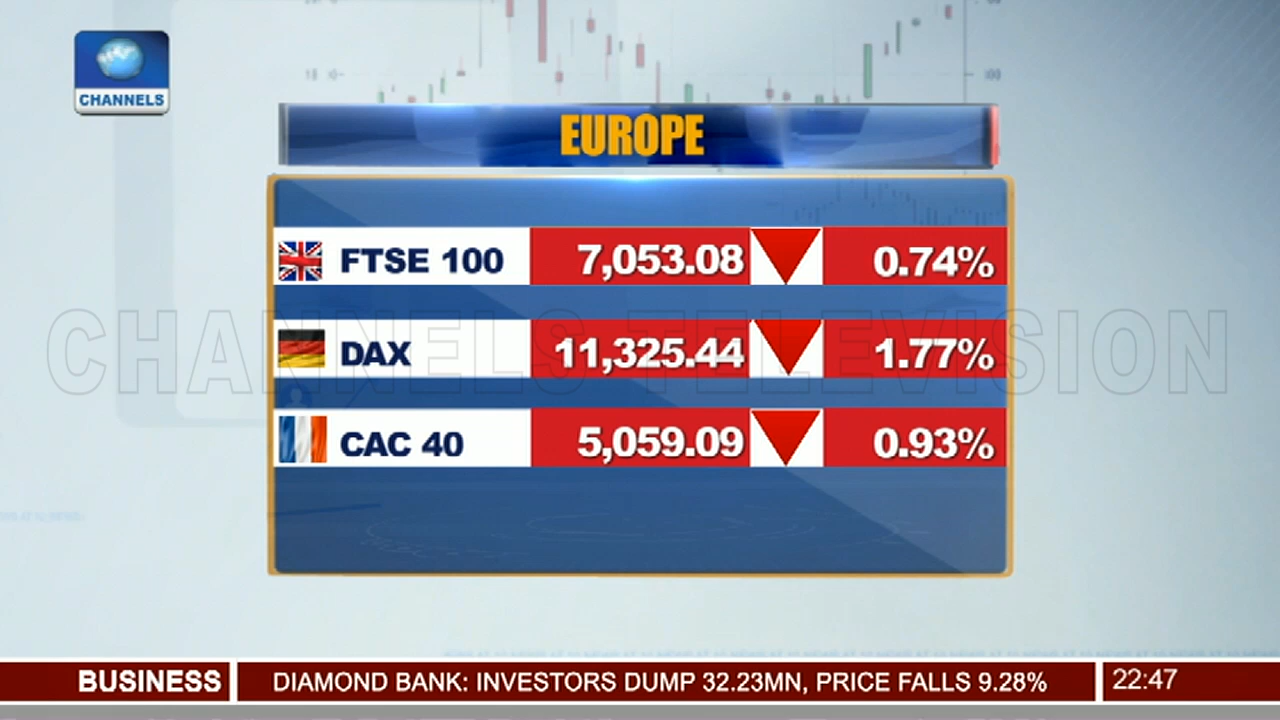 CHANNELS
EUROPE
FTSE 100 7,053.08 0.74%
CHANNELS TELEVISION
DAX 11,325.44 1.77%
CAC 40 5,059.09 0.93%
BUSINESS DIAMOND BANK: INVESTORS DUMP 32.23MN, PRICE FALLS 9.28% 22:47